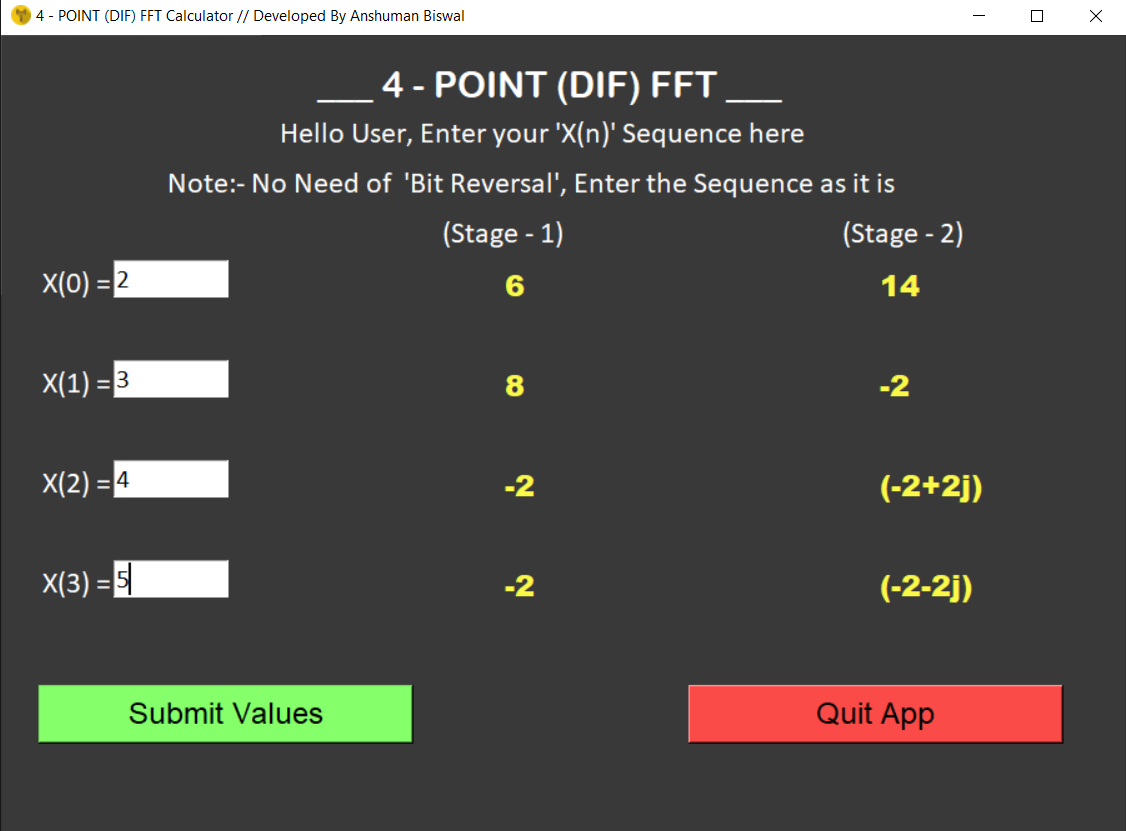 4 - POINT (DIF) FFT Calculator // Developed By Anshuman Biswal
___ 4 - POINT (DIF) FFT ___
Hello User, Enter your 'X(n)' Sequence here
Note:- No Need of 'Bit Reversal', Enter the Sequence as it is
(Stage - 1) (Stage - 2)
X(0) = 2 6 14
X(1) = 3 8 -2
X(2) = 4 -2 (-2+2j)
X(3) = 5 -2 (-2-2j)
Submit Values Quit App